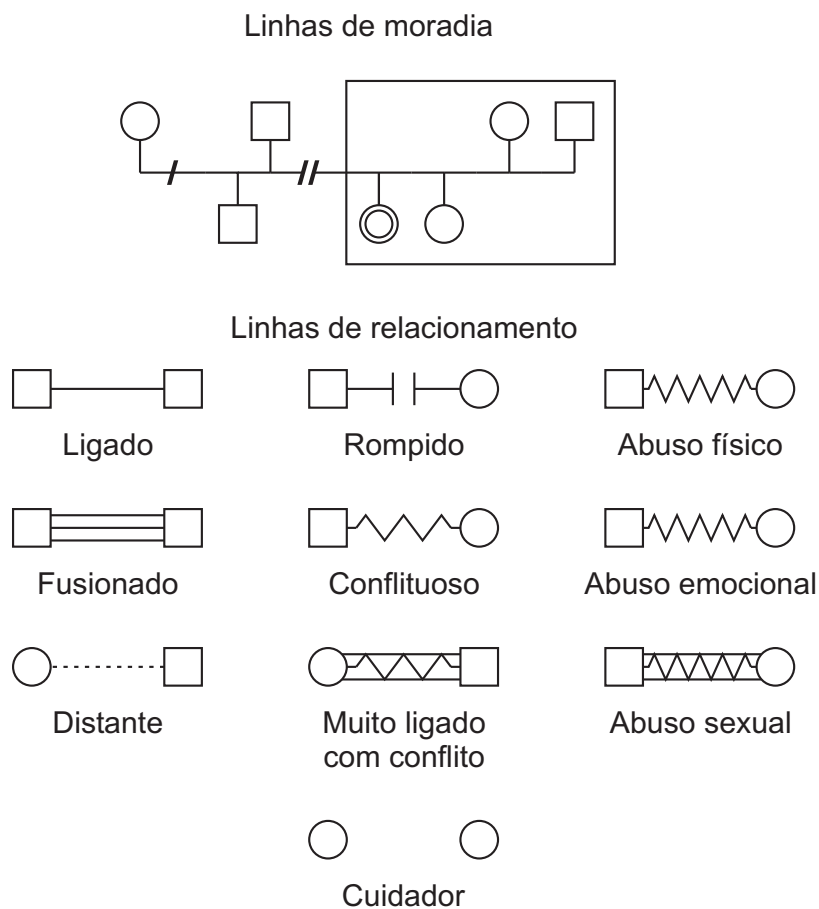 Linhas de moradia
Linhas de relacionamento
Ligado
Rompido
Abuso físico
Fusionado
Conflituoso
Abuso emocional
Distante
Muito ligado
com conflito
Abuso sexual
Cuidador